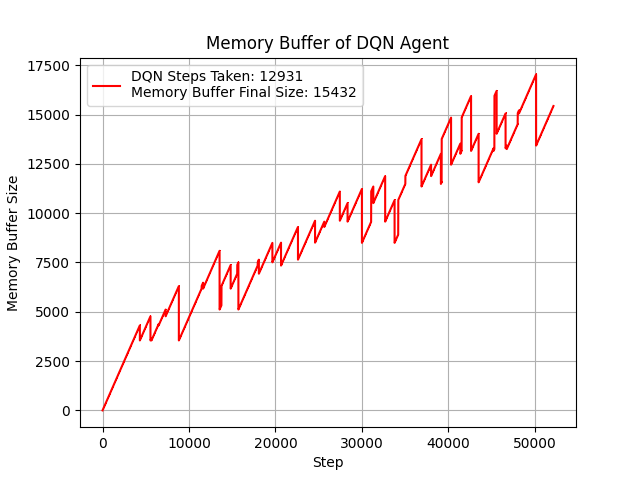 Memory Buffer of DQN Agent
DQN Steps Taken: 12931
Memory Buffer Final Size: 15432
17500
15000
12500
10000
7500
5000
2500
0
Memory Buffer Size
0 10000 20000 30000 40000 50000
Step